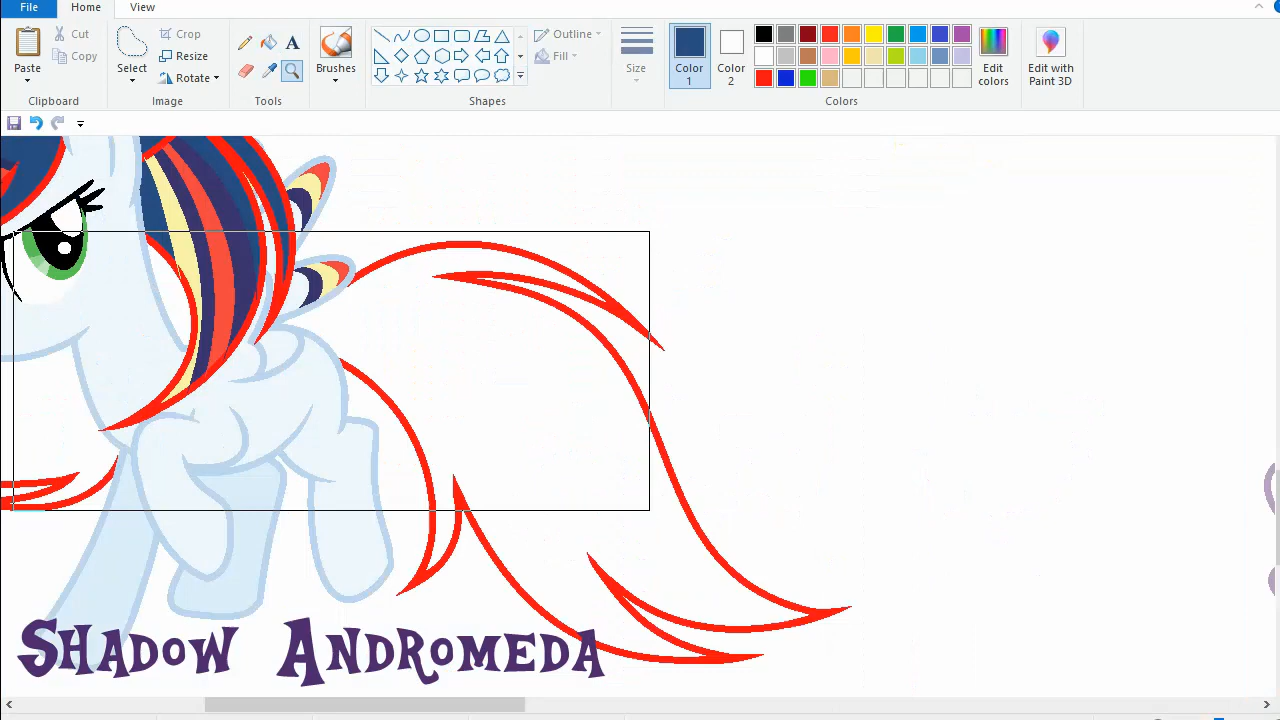 File Home View
Paste
Cut
Copy
Clipboard
Select
Crop
Resize
Rotate
Image
A
Tools
Brushes
Outline
Fill
Shapes
Size
Color
1
Color
2
Edit
colors
Colors
Edit with
Paint 3D
Shadow Andromeda